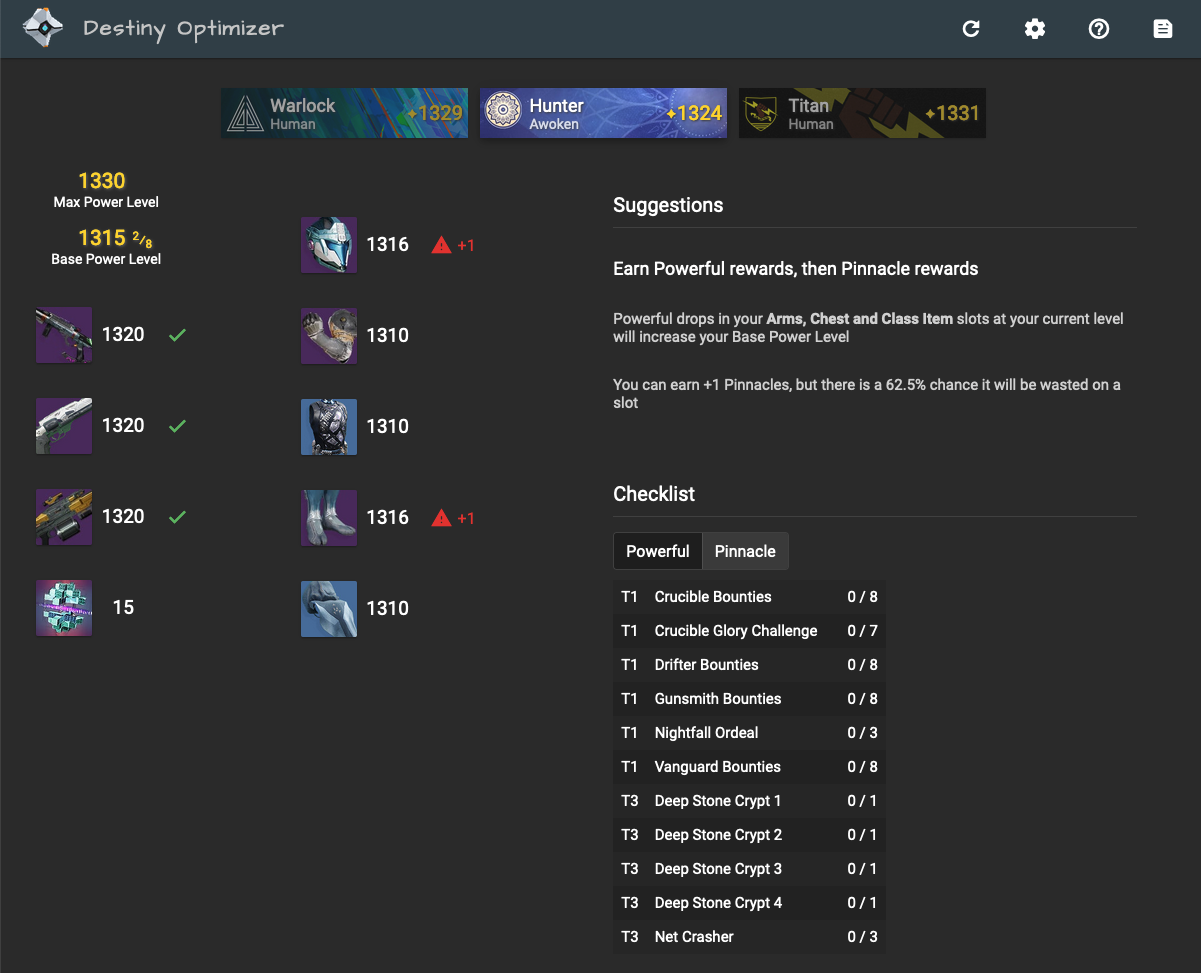 Destiny Optimizer
Warlock
Human
1329
Hunter
Awoken
1324
Titan
Human
1331
1330
Max Power Level
1315 2/8
Base Power Level
1320
1320
1320
15
1316 +1
1310
1310
1316 +1
1310
Suggestions
Earn Powerful rewards, then Pinnacle rewards
Powerful drops in your Arms, Chest and Class Item slots at your current level
will increase your Base Power Level
You can earn +1 Pinnacles, but there is a 62.5% chance it will be wasted on a
slot
Checklist
Powerful Pinnacle
T1 Crucible Bounties 0 / 8
T1 Crucible Glory Challenge 0 / 7
T1 Drifter Bounties 0 / 8
T1 Gunsmith Bounties 0 / 8
T1 Nightfall Ordeal 0 / 3
T1 Vanguard Bounties 0 / 8
T3 Deep Stone Crypt 1 0 / 1
T3 Deep Stone Crypt 2 0 / 1
T3 Deep Stone Crypt 3 0 / 1
T3 Deep Stone Crypt 4 0 / 1
T3 Net Crasher 0 / 3